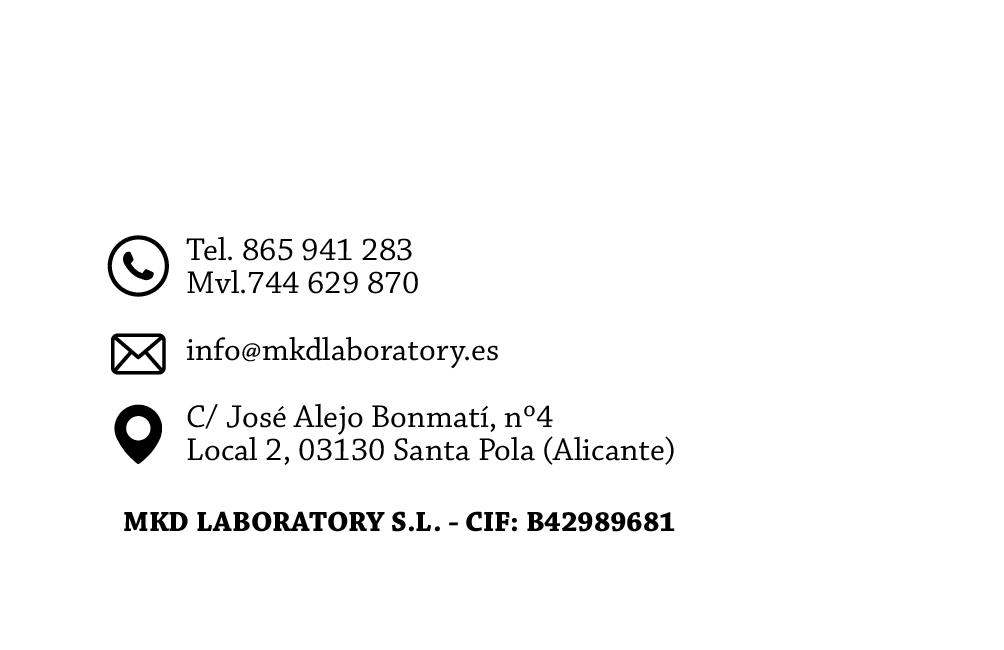 Tel. 865 941 283
Mvl.744 629 870
info@mkdlaboratory.es
C/ José Alejo Bonmatí, nº4
Local 2, 03130 Santa Pola (Alicante)
MKD LABORATORY S.L. - CIF: B42989681